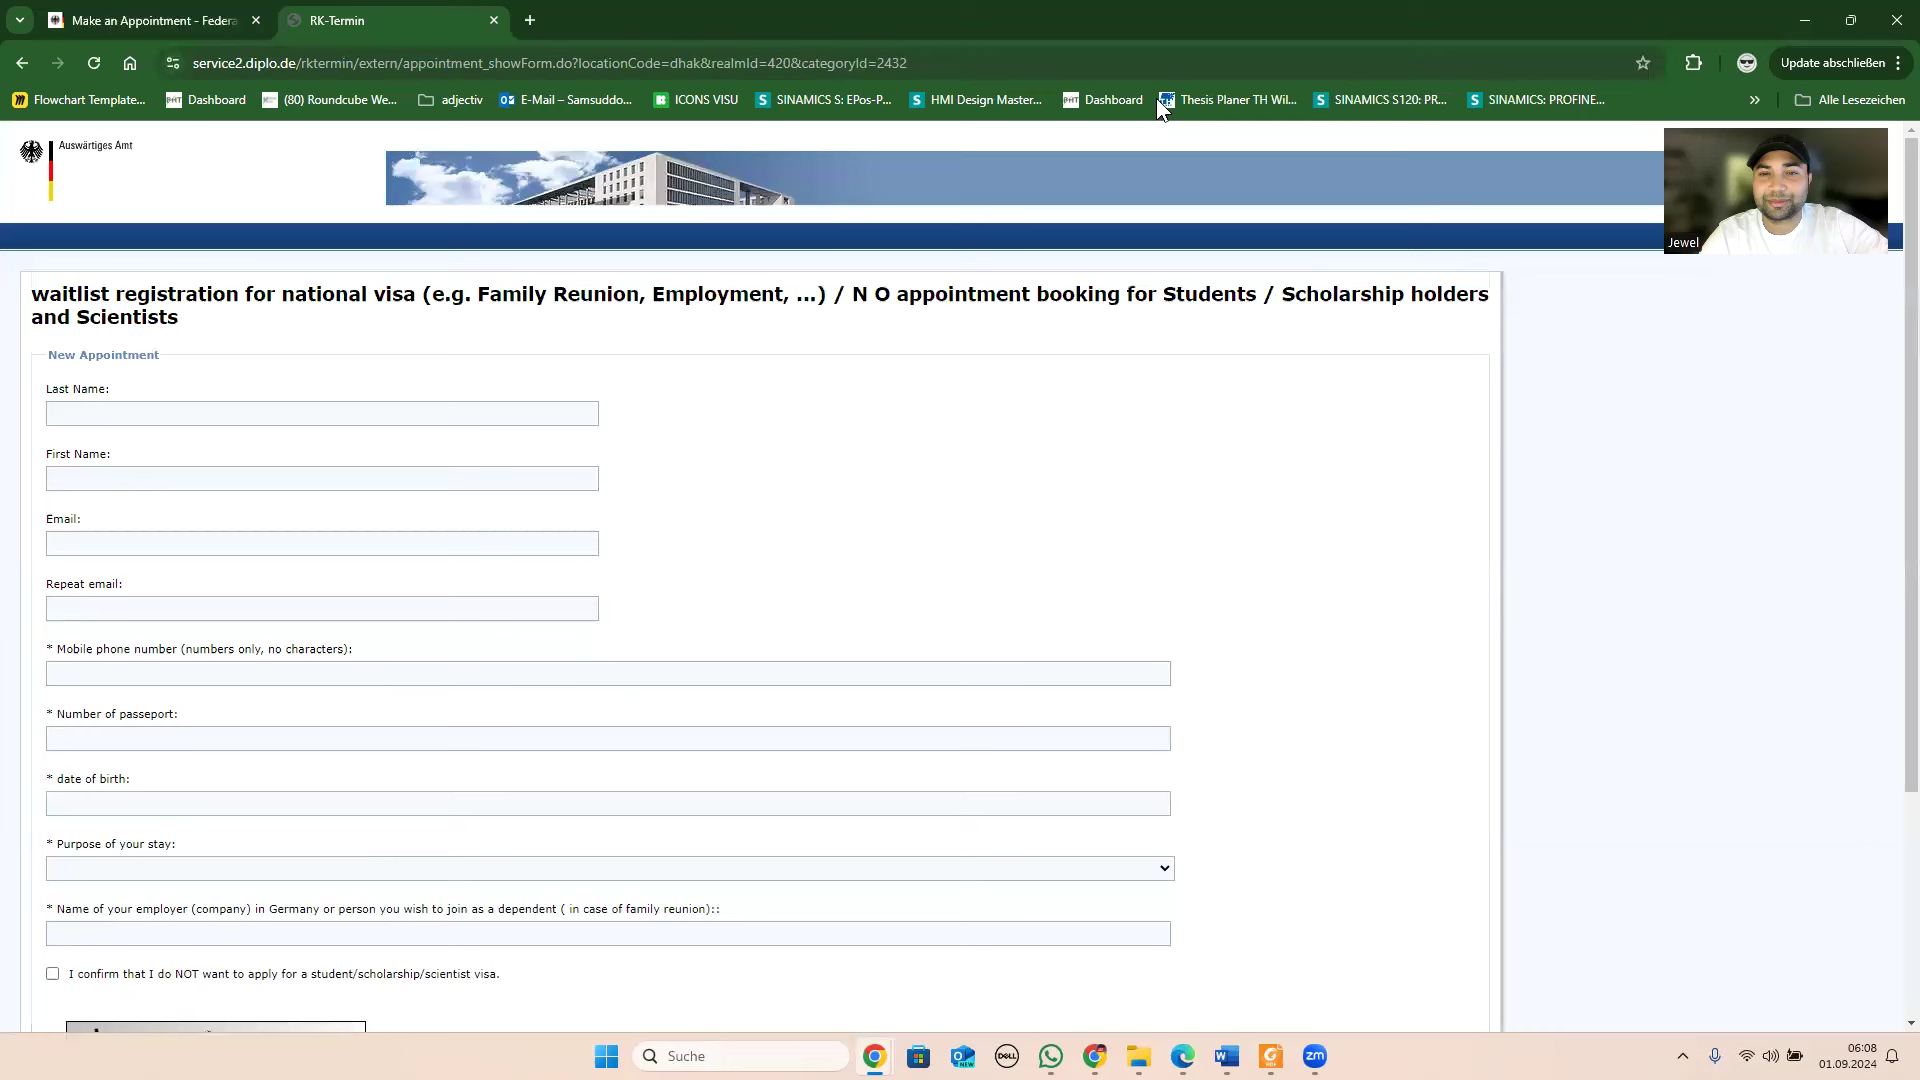 Make an Appointment - Federa
RK-Termin
service2.diplo.de/rktermin/extern/appointment_showForm.do?locationCode=dhak&realmId=420&categoryId=2432
Update abschließen
Flowchart Template...
Dashboard
(80) Roundcube We...
adjectiv
E-Mail – Samsuddo...
ICONS VISU
SINAMICS S: EPos-P...
HMI Design Master...
Dashboard
Thesis Planer TH Wil...
SINAMICS S120: PR...
SINAMICS: PROFINE...
»
Alle Lesezeichen
Auswärtiges Amt
Jewel
waitlist registration for national visa (e.g. Family Reunion, Employment, ...) / N O appointment booking for Students / Scholarship holders
and Scientists
New Appointment
Last Name:
First Name:
Email:
Repeat email:
* Mobile phone number (numbers only, no characters):
* Number of passeport:
* date of birth:
* Purpose of your stay:
* Name of your employer (company) in Germany or person you wish to join as a dependent ( in case of family reunion)::
I confirm that I do NOT want to apply for a student/scholarship/scientist visa.
Suche
DELL
zm
06:08
01.09.2024